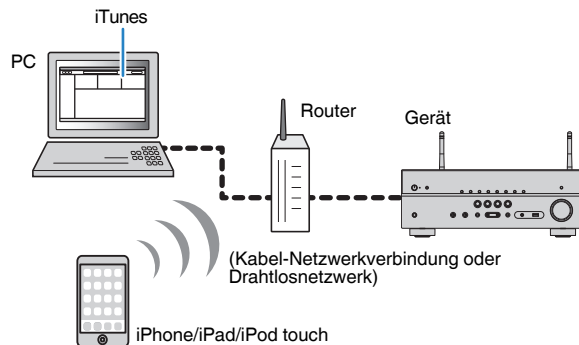 iTunes
PC
Router
Gerät
(Kabel-Netzwerkverbindung oder
Drahtlosnetzwerk)
iPhone/iPad/iPod touch